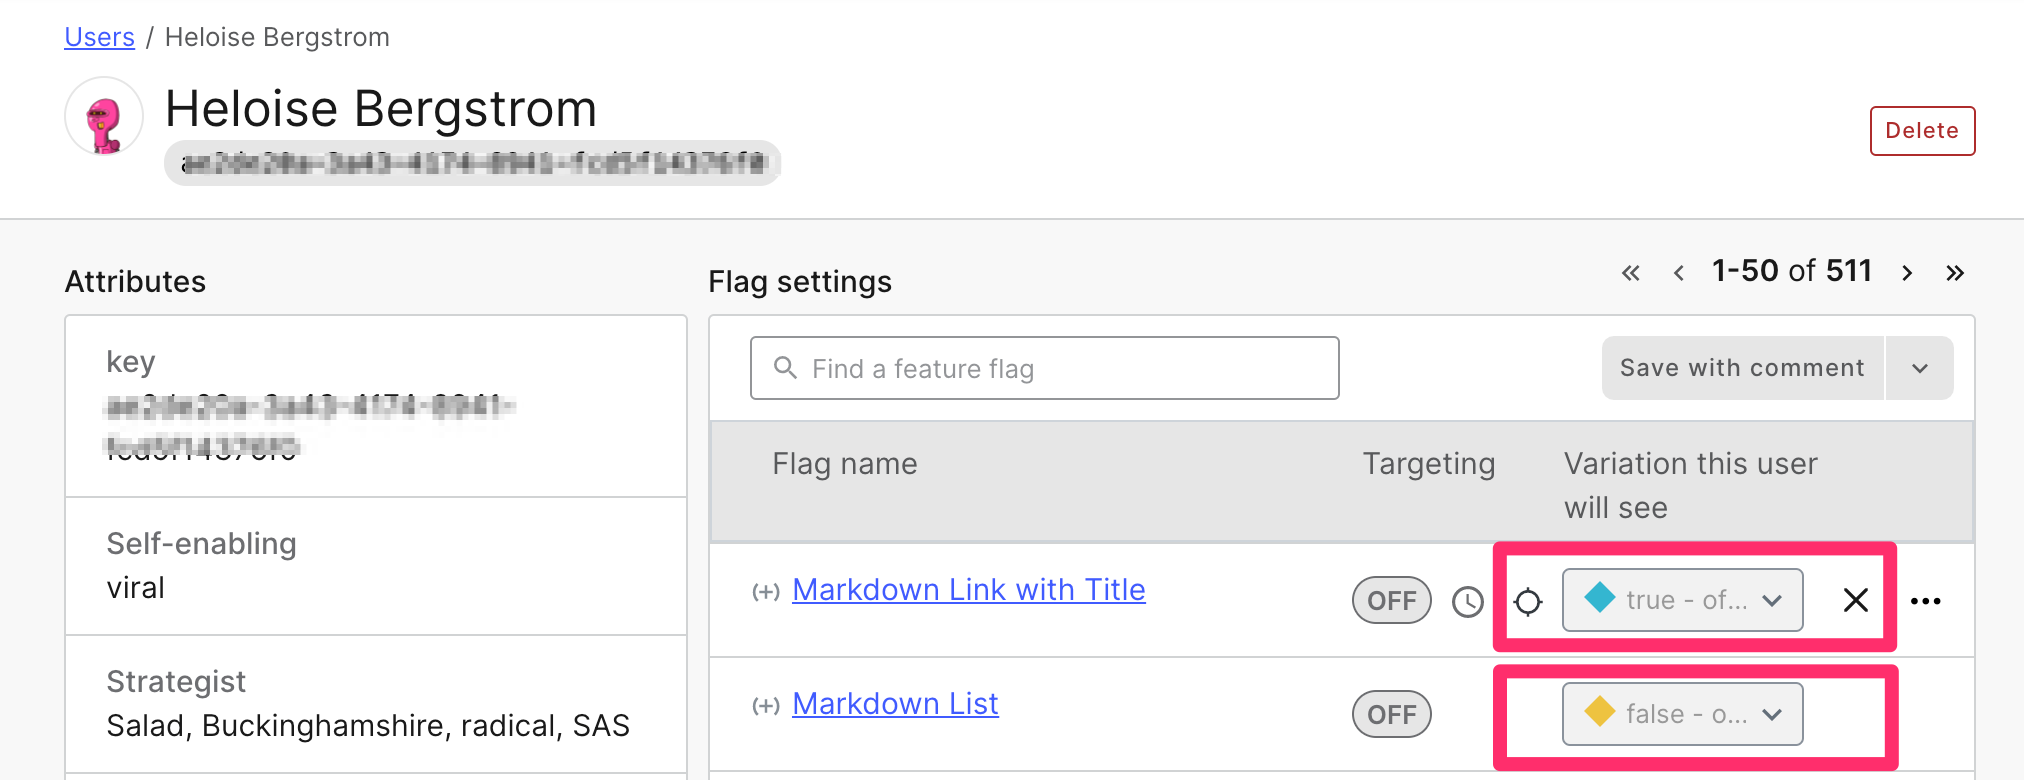 Users / Heloise Bergstrom
Heloise Bergstrom
Delete
Attributes
Flag settings
« ‹ 1-50 of 511 › »
key
Find a feature flag
Save with comment
Flag name
Targeting
Variation this user
will see
Self-enabling
viral
(+) Markdown Link with Title
OFF
true - of...
Strategist
Salad, Buckinghamshire, radical, SAS
(+) Markdown List
OFF
false - o...